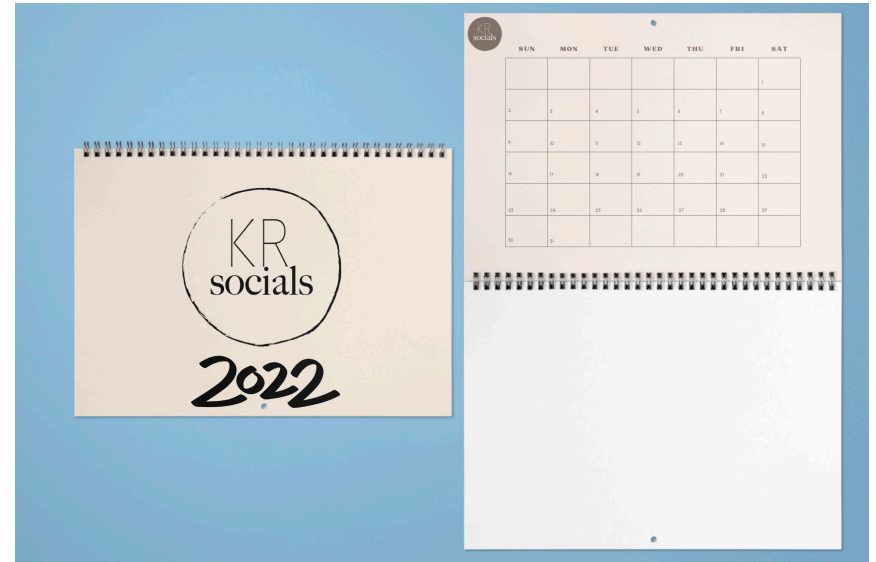 KR
socials
2022
KR
socials
SUN MON TUE WED THU FRI SAT
1
2 3 4 5 6 7 8
9 10 11 12 13 14 15
16 17 18 19 20 21 22
23 24 25 26 27 28 29
30 31